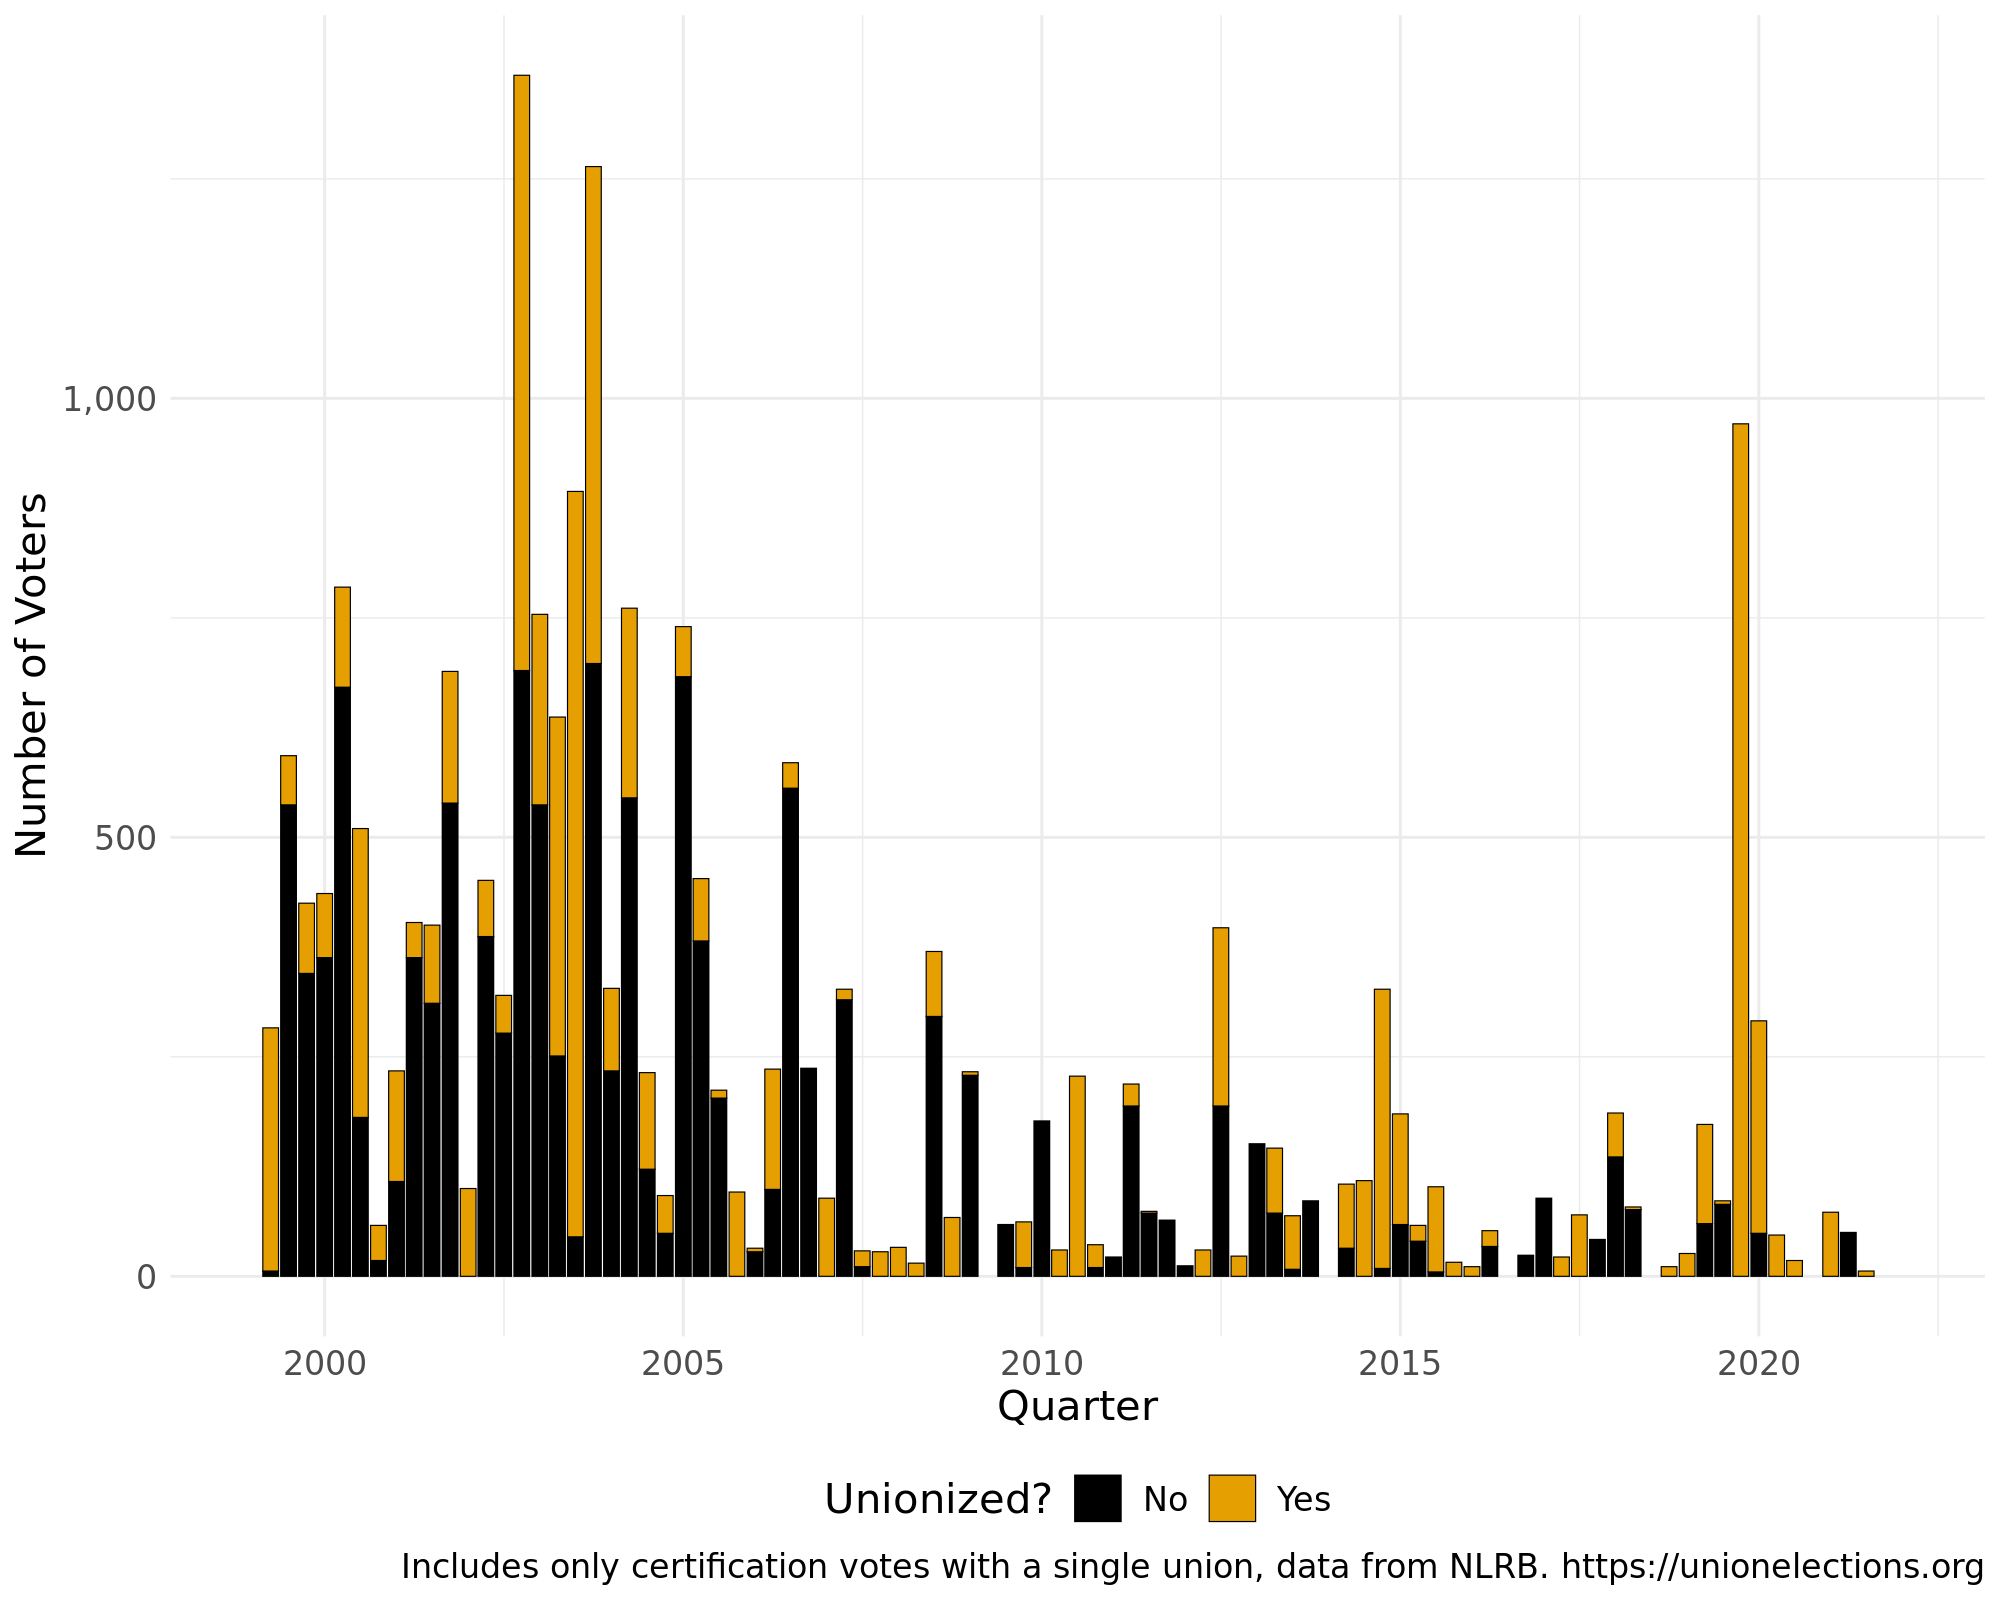 Number of Voters
1,000
500
0
2000 2005 2010 2015 2020
Quarter
Unionized? No Yes
Includes only certification votes with a single union, data from NLRB. https://unionelections.org